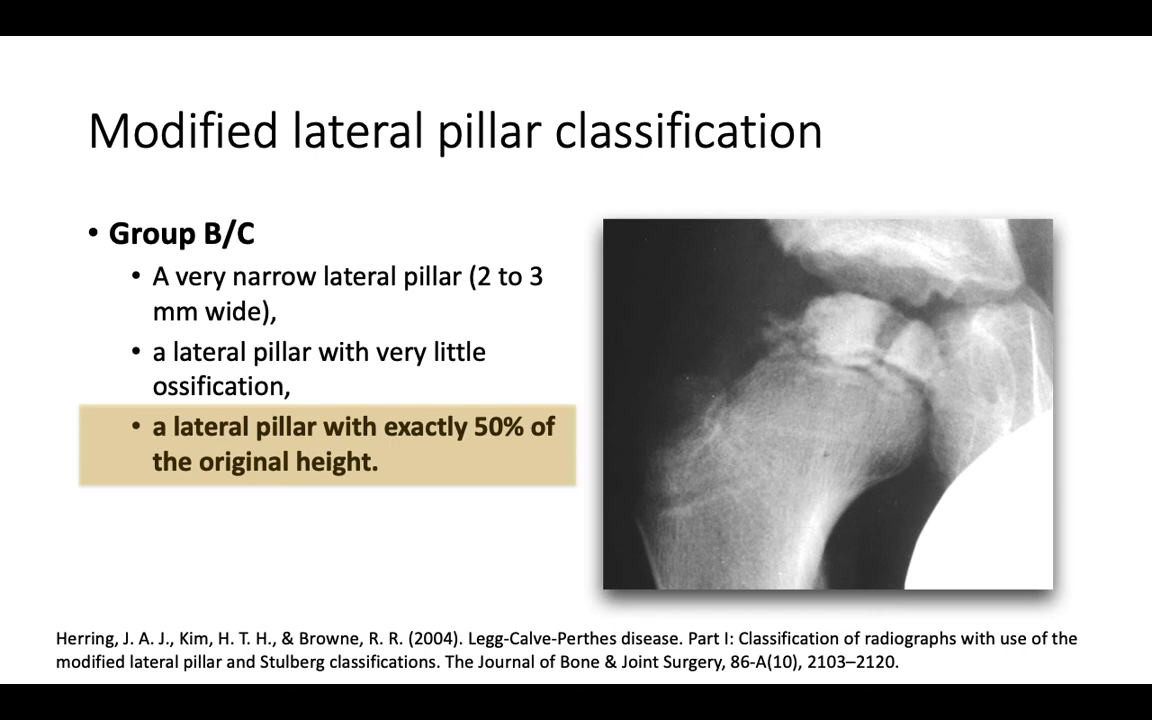 Modified lateral pillar classification
• Group B/C
• A very narrow lateral pillar (2 to 3
mm wide),
• a lateral pillar with very little
ossification,
• a lateral pillar with exactly 50% of
the original height.
Herring, J. A. J., Kim, H. T. H., & Browne, R. R. (2004). Legg-Calve-Perthes disease. Part I: Classification of radiographs with use of the
modified lateral pillar and Stulberg classifications. The Journal of Bone & Joint Surgery, 86-A(10), 2103–2120.